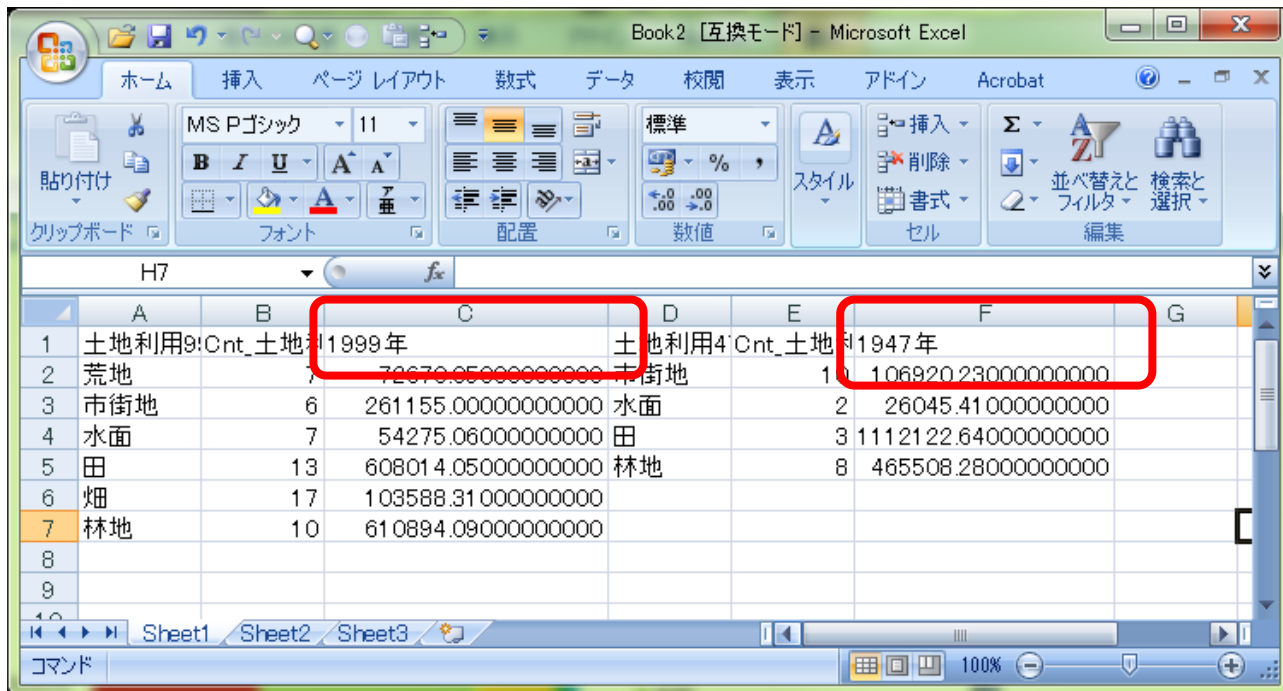 Book2 [互換モード] - Microsoft Excel
ホーム 挿入 ページ レイアウト 数式 データ 校閲 表示 アドイン Acrobat
貼り付け
クリップボード
MS Pゴシック 11
B I U A A
A ア亜
フォント
配置
標準
% ,
数値
スタイル
挿入
削除
書式
セル
Σ
並べ替えと フィルタ
検索と 選択
編集
H7 fx
A B C D E F G
1 土地利用9 Cnt_土地利 1999年 土地利用4 Cnt_土地利 1947年
2 荒地 7 72670.05000000000 市街地 10 106920.23000000000
3 市街地 6 261155.00000000000 水面 2 26045.41000000000
4 水面 7 54275.06000000000 田 3 1112122.64000000000
5 田 13 608014.05000000000 林地 8 465508.28000000000
6 畑 17 103588.31000000000
7 林地 10 610894.09000000000
8
9
10
Sheet1 Sheet2 Sheet3
コマンド 100%